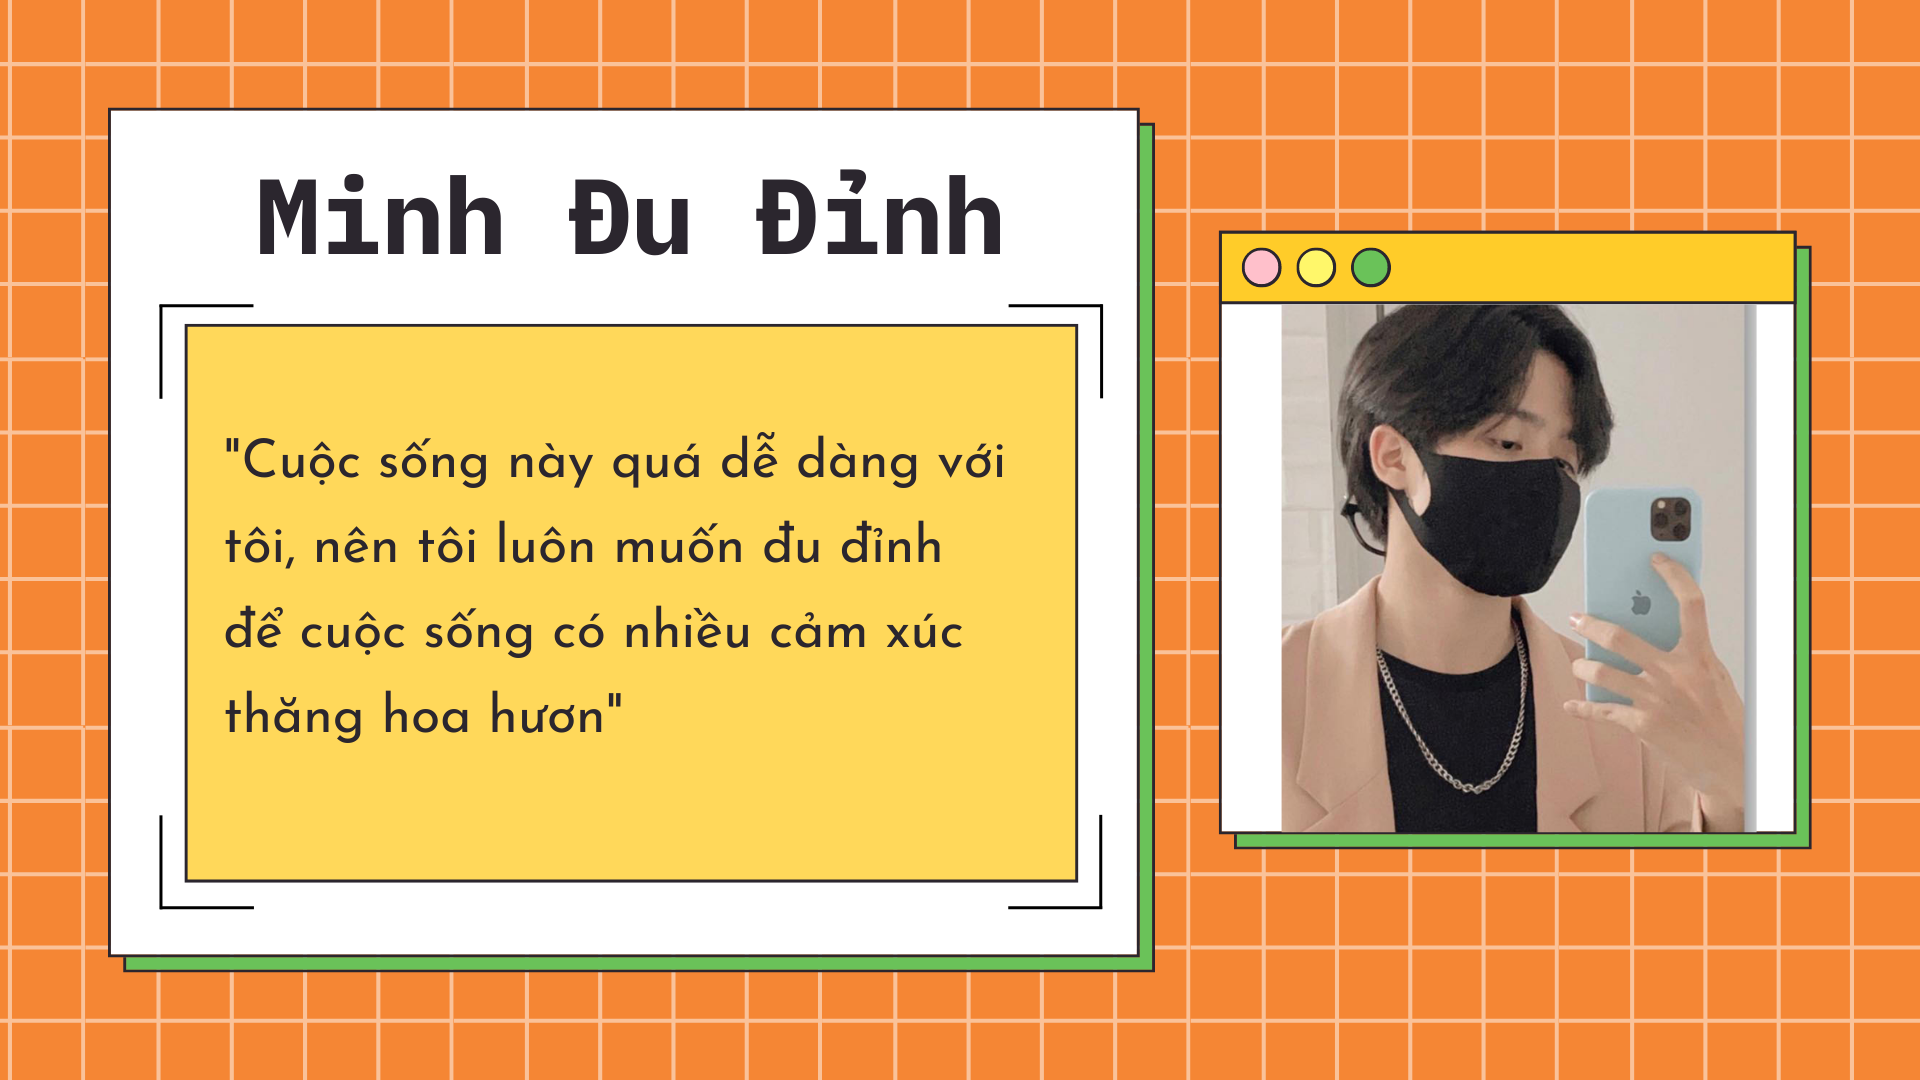 Minh Đu Đỉnh
"Cuộc sống này quá dễ dàng với
tôi, nên tôi luôn muốn đu đỉnh
để cuộc sống có nhiều cảm xúc
thăng hoa hươn"